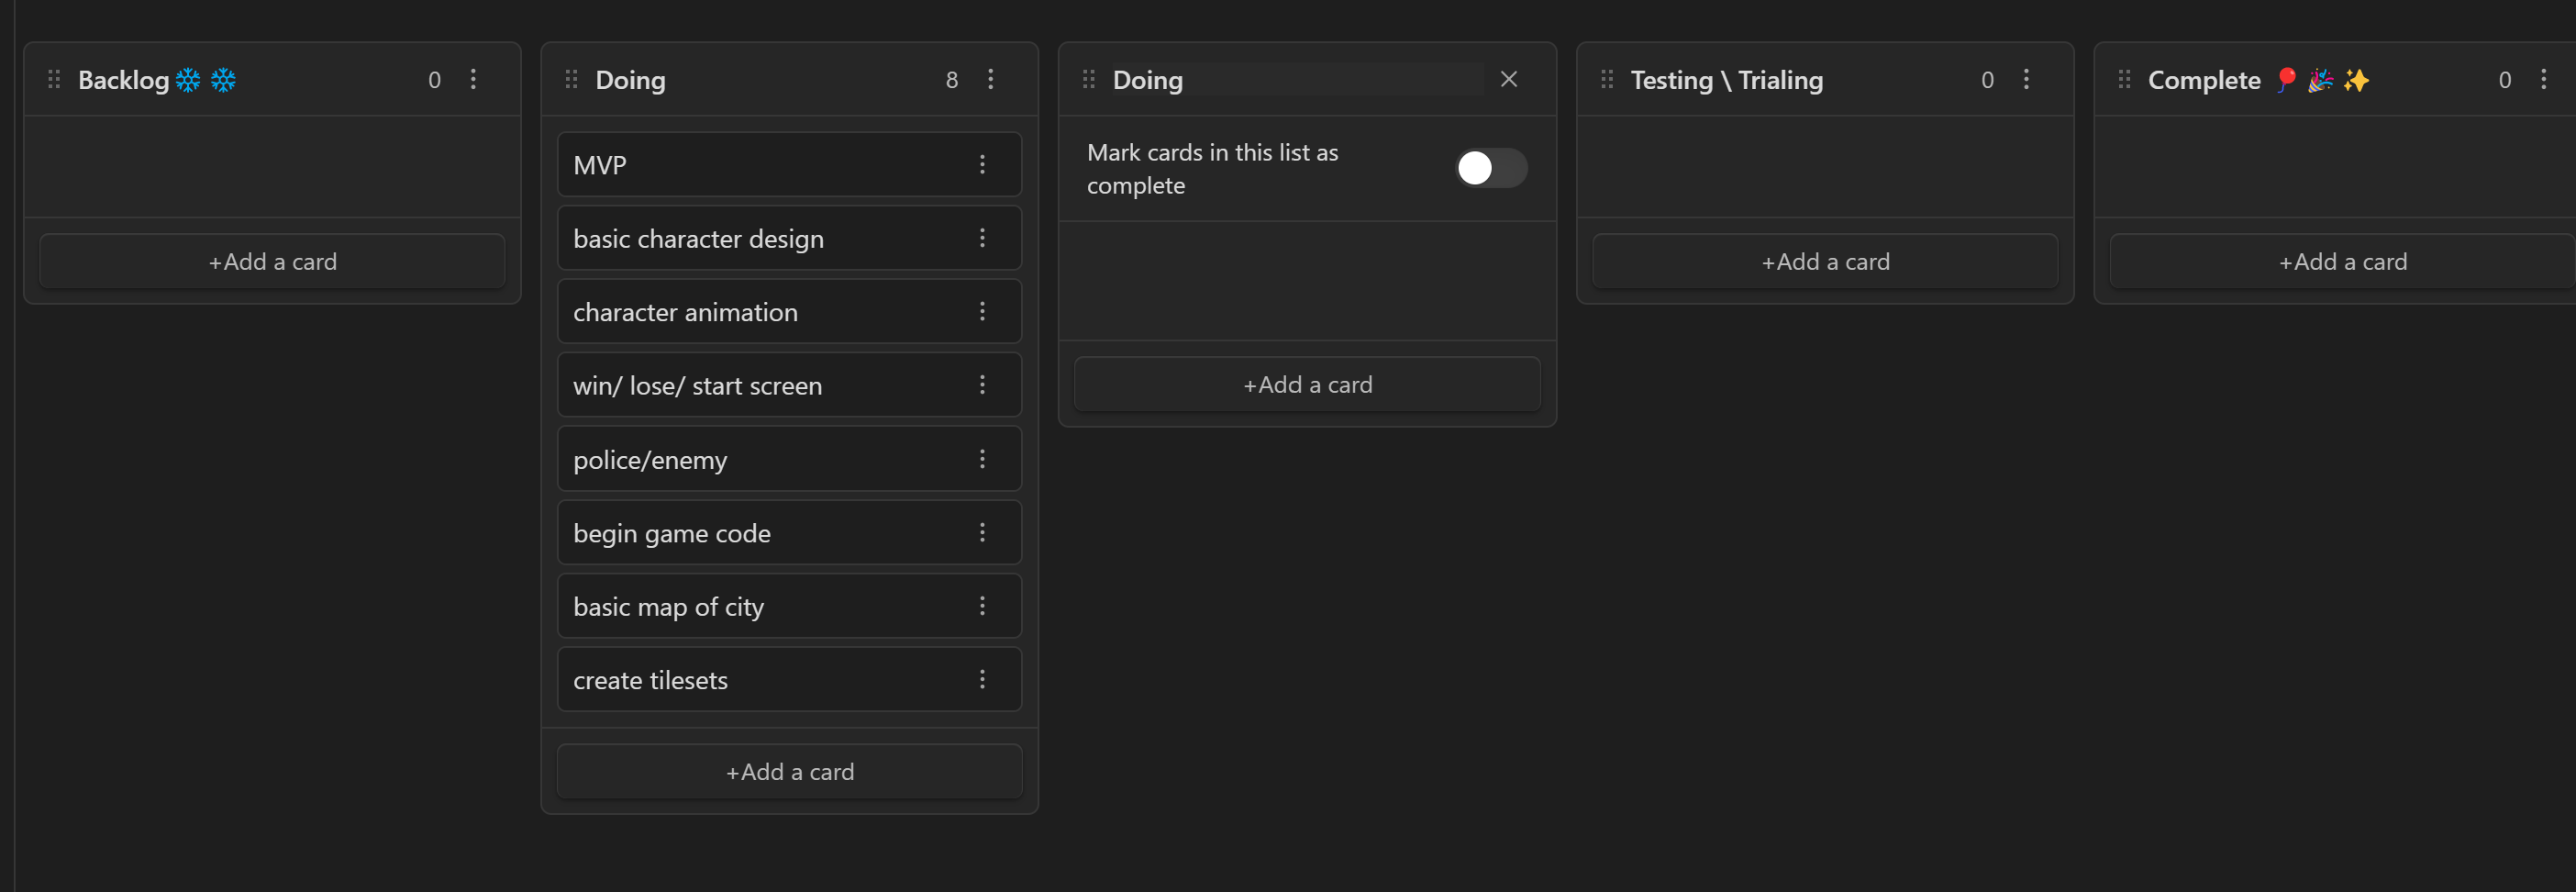 Backlog❄️ ❄️ 0
+Add a card
Doing 8
MVP
basic character design
character animation
win/ lose/ start screen
police/enemy
begin game code
basic map of city
create tilesets
+Add a card
Doing
Mark cards in this list as
complete
+Add a card
Testing \ Trialing 0
+Add a card
Complete 🎈 🎉 ✨ 0
+Add a card